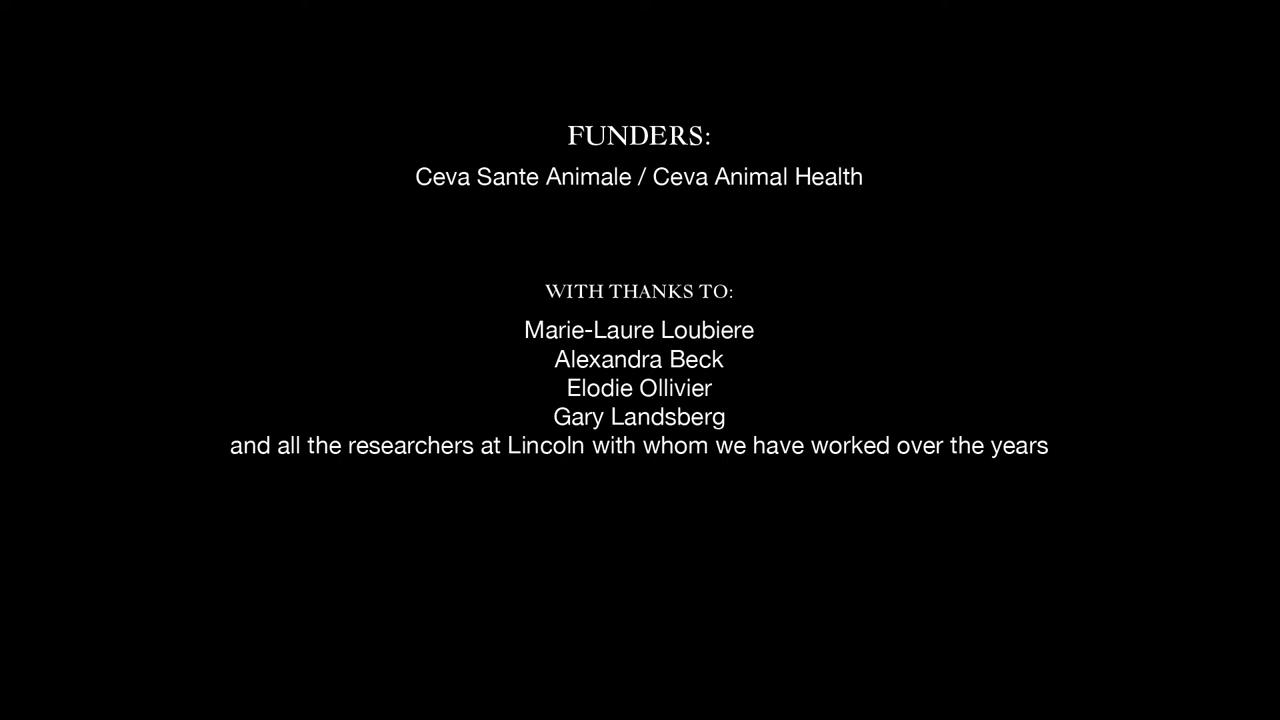 FUNDERS:
Ceva Sante Animale / Ceva Animal Health
WITH THANKS TO:
Marie-Laure Loubiere
Alexandra Beck
Elodie Ollivier
Gary Landsberg
and all the researchers at Lincoln with whom we have worked over the years